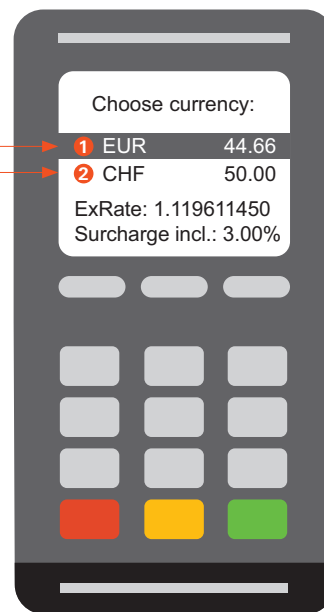 Choose currency:
1 EUR 44.66
2 CHF 50.00
ExRate: 1.119611450
Surcharge incl.: 3.00%